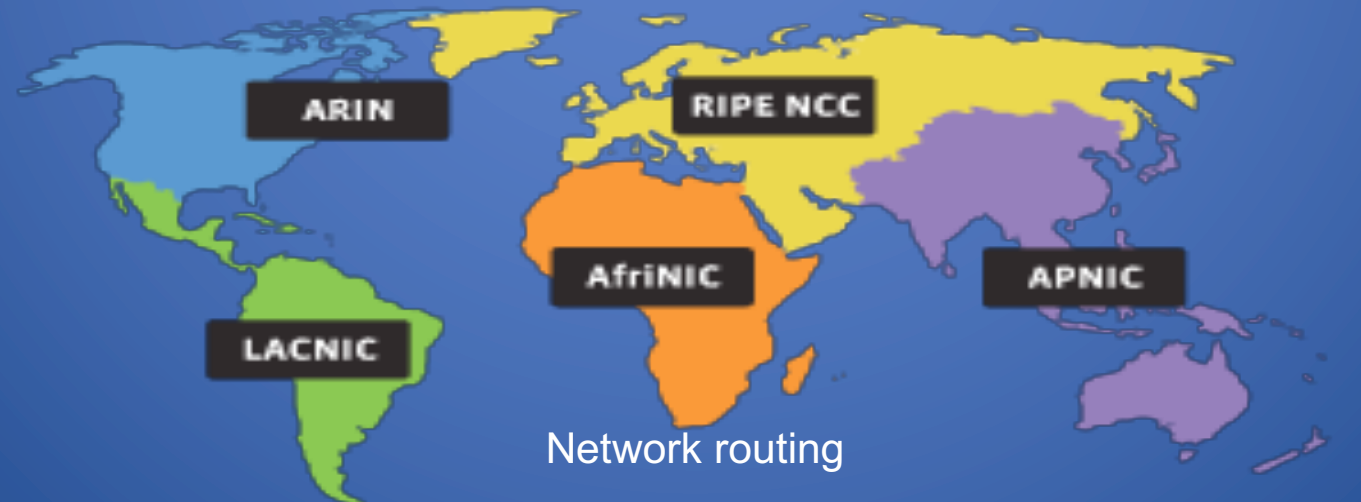 ARIN
RIPE NCC
AfriNIC
APNIC
LACNIC
Network routing